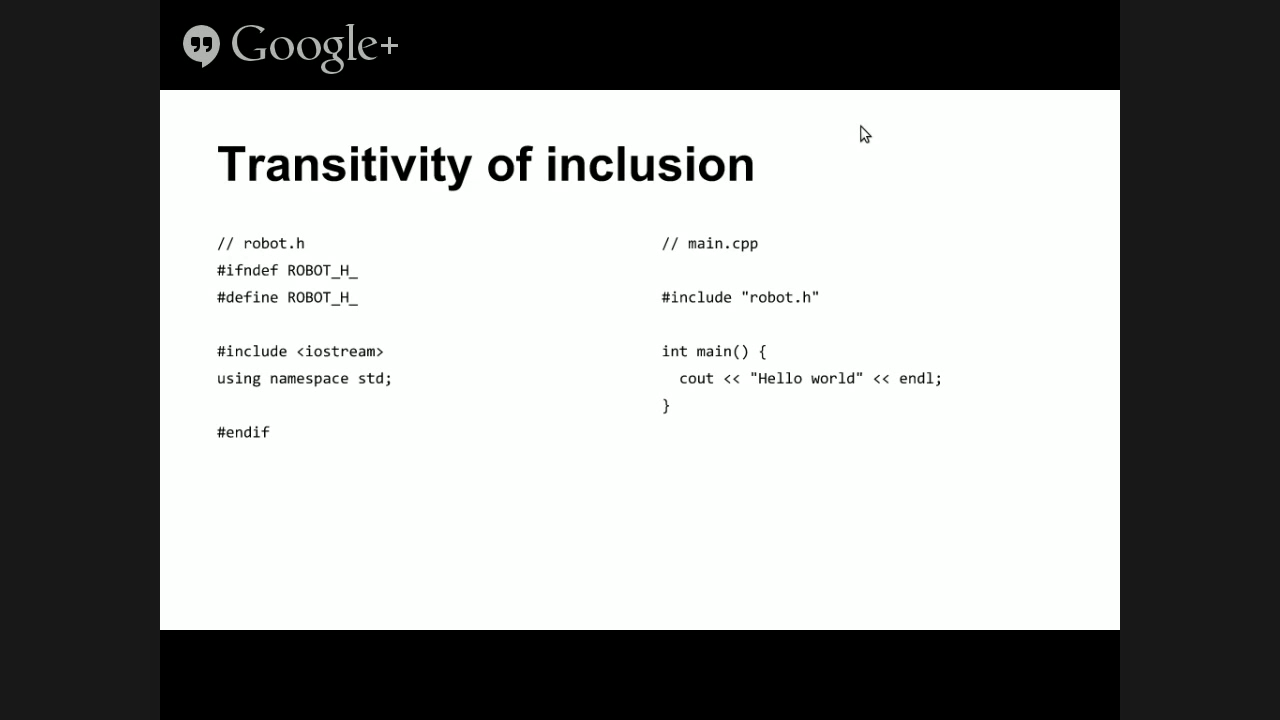 Google+
Transitivity of inclusion
// robot.h
#ifndef ROBOT_H_
#define ROBOT_H_
#include <iostream>
using namespace std;
#endif
// main.cpp
#include "robot.h"
int main() {
  cout << "Hello world" << endl;
}